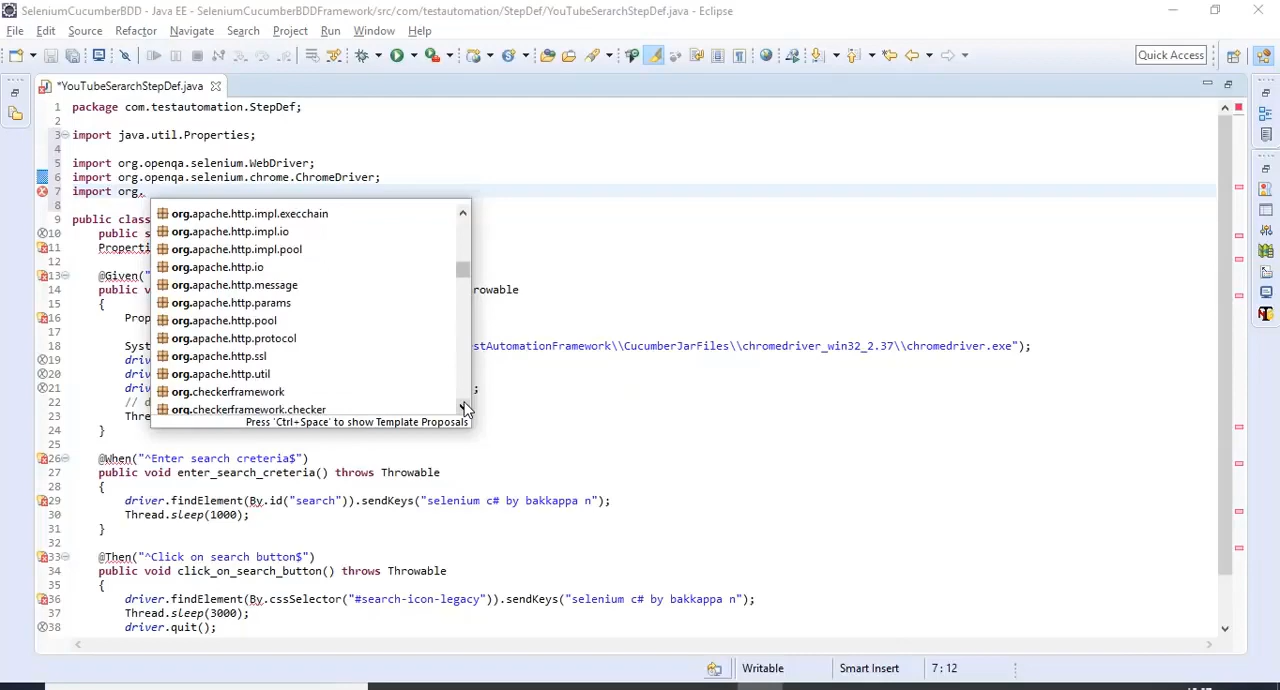 SeleniumCucumberBDD - Java EE - SeleniumCucumberBDDFramework/src/com/testautomation/StepDef/YouTubeSerarchStepDef.java - Eclipse
File Edit Source Refactor Navigate Search Project Run Window Help
Quick Access
*YouTubeSerarchStepDef.java
1 package com.testautomation.StepDef;
2
3 import java.util.Properties;
4
5 import org.openqa.selenium.WebDriver;
6 import org.openqa.selenium.chrome.ChromeDriver;
7 import org.
8
org.apache.http.impl.execchain
9 public class
org.apache.http.impl.io
10 public s
org.apache.http.impl.pool
11 Properti
org.apache.http.io
12
13 @Given("
org.apache.http.message
14 public v rowable
org.apache.http.params
15 {
16 Prop
org.apache.http.pool
17
org.apache.http.protocol
18 Syst stAutomationFramework\\CucumberJarFiles\\chromedriver_win32_2.37\\chromedriver.exe");
org.apache.http.ssl
19 driv
20 driv
org.apache.http.util
21 driv ;
org.checkerframework
22 // d
org.checkerframework.checker
23 Thre
Press 'Ctrl+Space' to show Template Proposals
24 }
25
26 @When("^Enter search creteria$")
27 public void enter_search_creteria() throws Throwable
28 {
29 driver.findElement(By.id("search")).sendKeys("selenium c# by bakkappa n");
30 Thread.sleep(1000);
31 }
32
33 @Then("^Click on search button$")
34 public void click_on_search_button() throws Throwable
35 {
36 driver.findElement(By.cssSelector("#search-icon-legacy")).sendKeys("selenium c# by bakkappa n");
37 Thread.sleep(3000);
38 driver.quit();
Writable Smart Insert 7 : 12